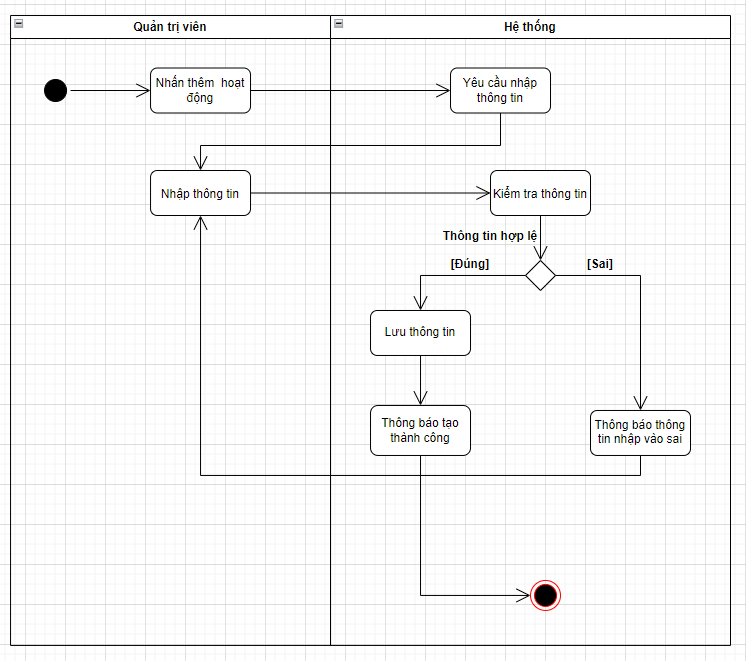 Quản trị viên
Hệ thống
Nhấn thêm hoạt
động
Yêu cầu nhập
thông tin
Nhập thông tin
Kiểm tra thông tin
Thông tin hợp lệ
[Đúng]
[Sai]
Lưu thông tin
Thông báo tạo
thành công
Thông báo thông
tin nhập vào sai